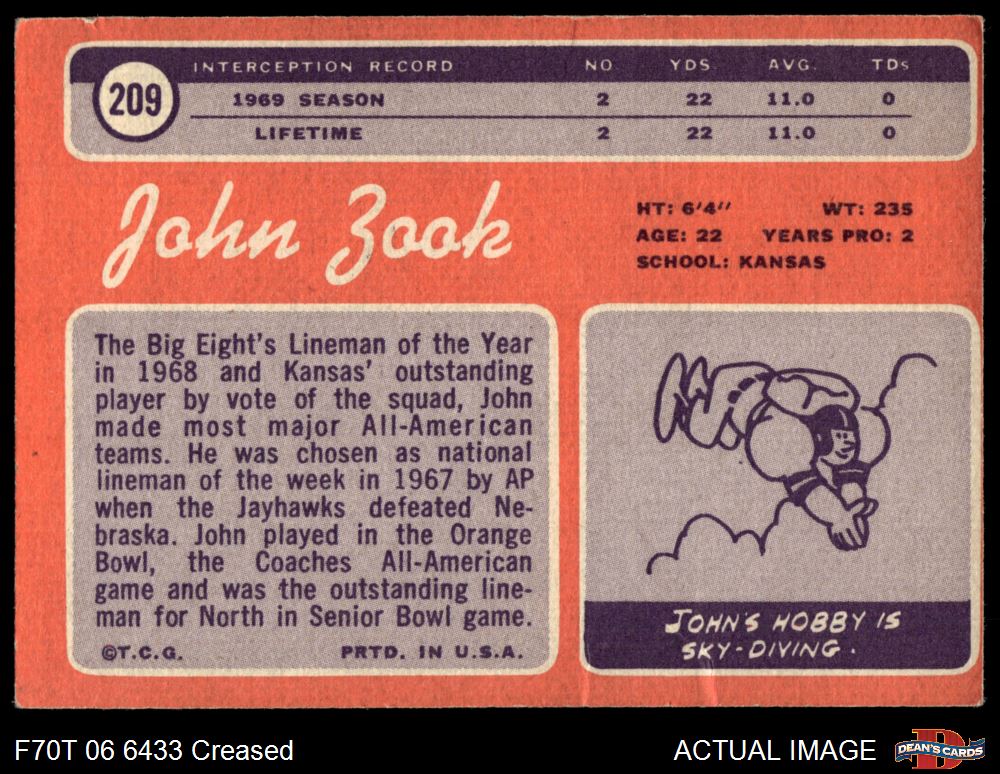 INTERCEPTION RECORD NO. YDS. AVG. TDs
209
1969 SEASON 2 22 11.0 0
LIFETIME 2 22 11.0 0
John Zook
HT: 6'4" WT: 235
AGE: 22 YEARS PRO: 2
SCHOOL: KANSAS
The Big Eight's Lineman of the Year
in 1968 and Kansas' outstanding
player by vote of the squad, John
made most major All-American
teams. He was chosen as national
lineman of the week in 1967 by AP
when the Jayhawks defeated Ne-
braska. John played in the Orange
Bowl, the Coaches All-American
game and was the outstanding line-
man for North in Senior Bowl game.
©T.C.G. PRTD. IN U.S.A.
JOHN'S HOBBY IS
SKY-DIVING.
F70T 06 6433 Creased
ACTUAL IMAGE
D
DEAN'S CARDS